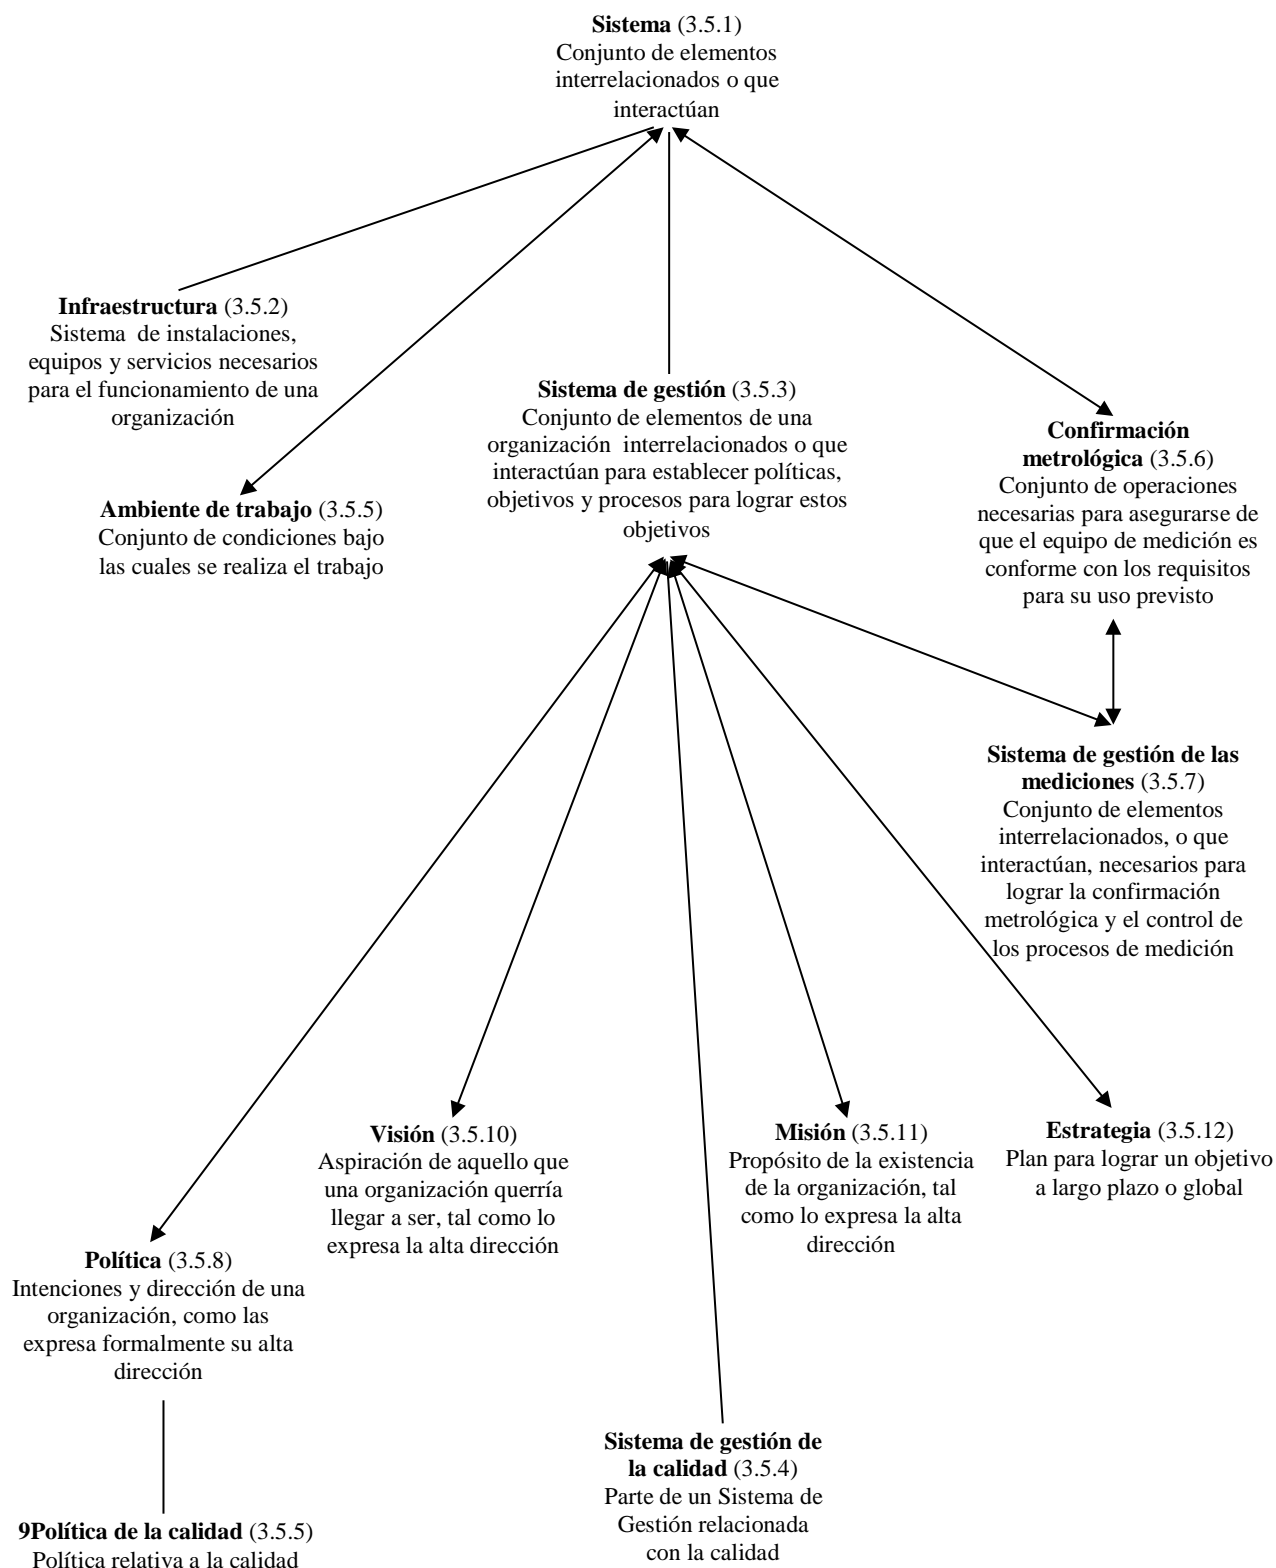 Sistema (3.5.1)
Conjunto de elementos
interrelacionados o que
interactúan
Infraestructura (3.5.2)
Sistema  de instalaciones,
equipos y servicios necesarios
para el funcionamiento de una
organización
Sistema de gestión (3.5.3)
Conjunto de elementos de una
organización  interrelacionados o que
interactúan para establecer políticas,
objetivos y procesos para lograr estos
objetivos
Confirmación
metrológica (3.5.6)
Conjunto de operaciones
necesarias para asegurarse de
que el equipo de medición es
conforme con los requisitos
para su uso previsto
Ambiente de trabajo (3.5.5)
Conjunto de condiciones bajo
las cuales se realiza el trabajo
Sistema de gestión de las
mediciones (3.5.7)
Conjunto de elementos
interrelacionados, o que
interactúan, necesarios para
lograr la confirmación
metrológica y el control de
los procesos de medición
Visión (3.5.10)
Aspiración de aquello que
una organización querría
llegar a ser, tal como lo
expresa la alta dirección
Misión (3.5.11)
Propósito de la existencia
de la organización, tal
como lo expresa la alta
dirección
Estrategia (3.5.12)
Plan para lograr un objetivo
a largo plazo o global
Política (3.5.8)
Intenciones y dirección de una
organización, como las
expresa formalmente su alta
dirección
Sistema de gestión de
la calidad (3.5.4)
Parte de un Sistema de
Gestión relacionada
con la calidad
9Política de la calidad (3.5.5)
Política relativa a la calidad